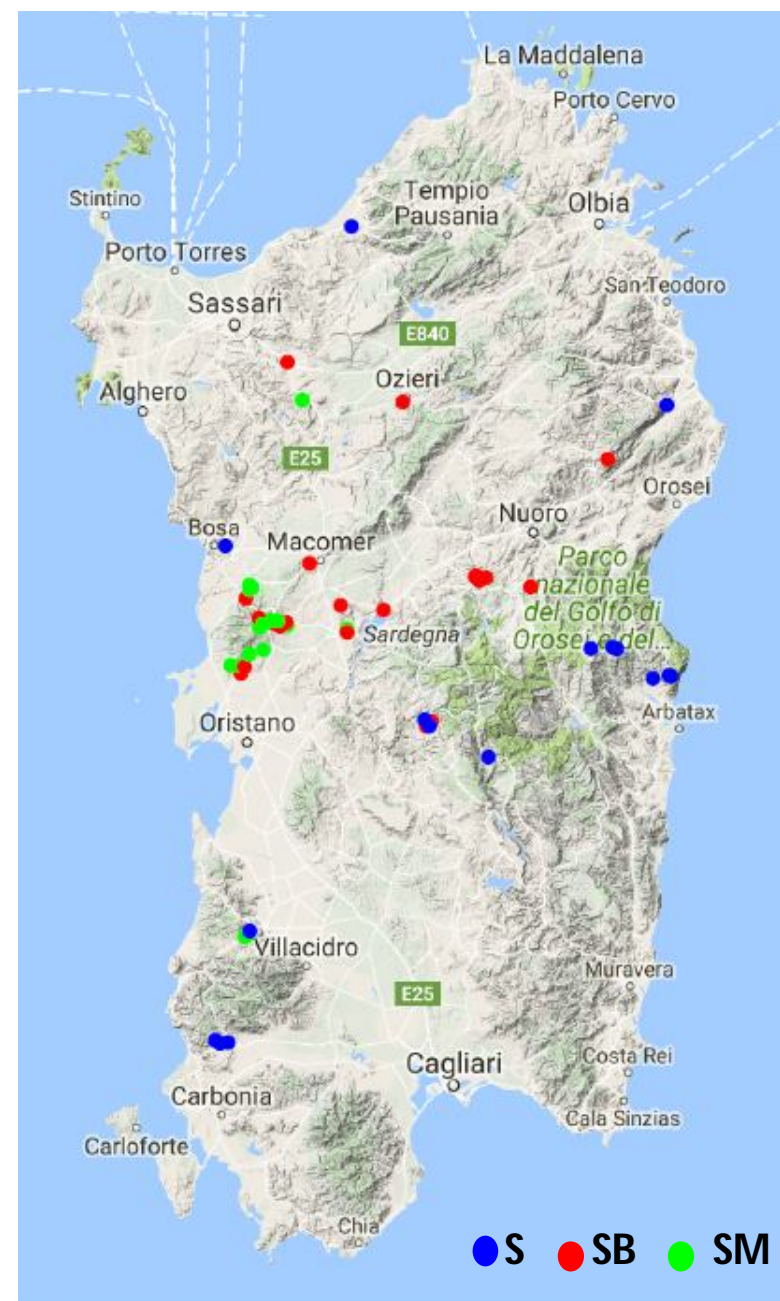 La Maddalena
Porto Cervo
Stintino
Tempio
Pausania
Olbia
Porto Torres
San Teodoro
Sassari
E840
Ozieri
Alghero
E25
Orosei
Nuoro
Bosa
Macomer
Parco
nazionale
del Golfo di
Orosei e del...
Sardegna
Arbatax
Oristano
Villacidro
Muravera
E25
Costa Rei
Cagliari
Carbonia
Cala Sinzias
Carloforte
Chia
S SB SM